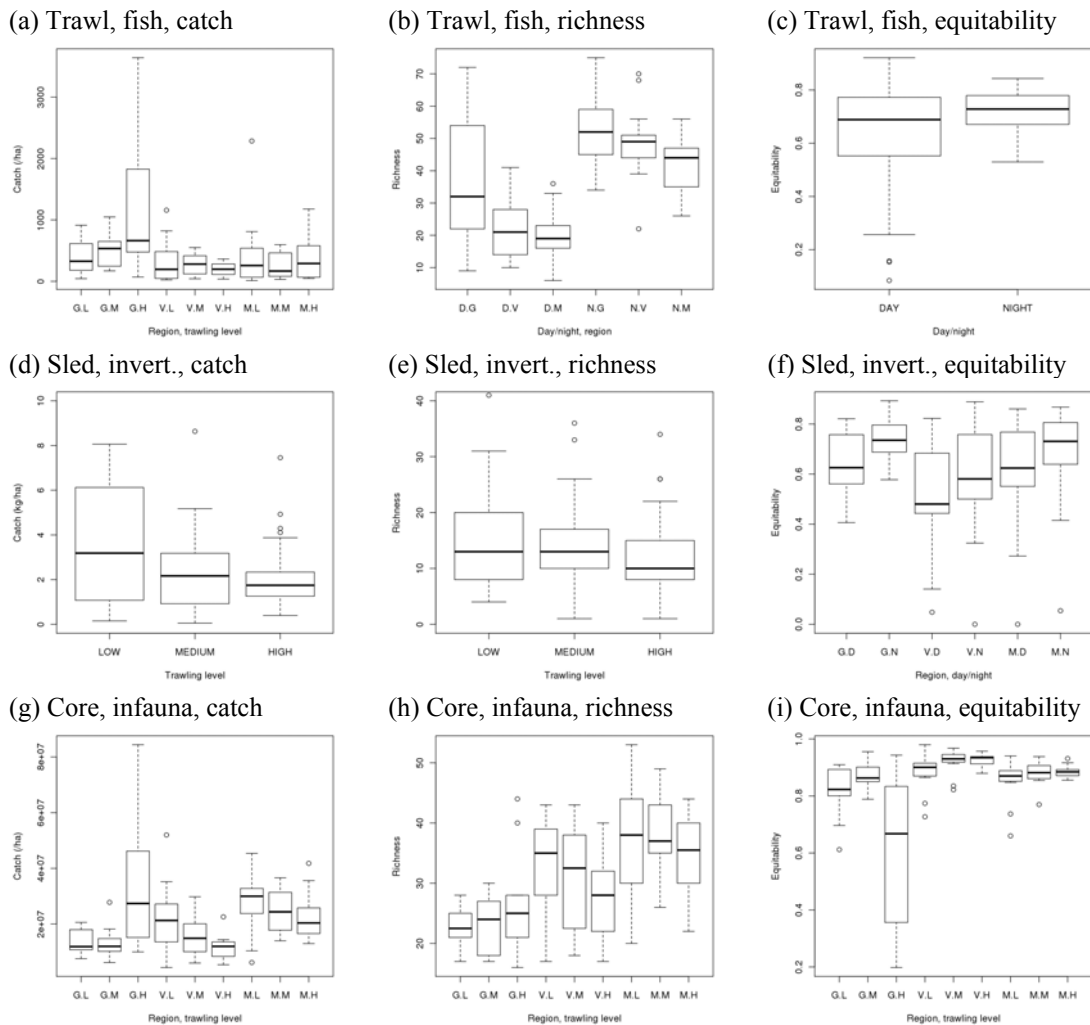 (a) Trawl, fish, catch
(b) Trawl, fish, richness
(c) Trawl, fish, equitability
Catch (/ha)
0 1000 2000 3000
G.L G.M G.H V.L V.M V.H M.L M.M M.H
Region, trawling level
Richness
10 20 30 40 50 60 70
D.G D.V D.M N.G N.V N.M
Day/night, region
Equitability
0.2 0.4 0.6 0.8
DAY NIGHT
Day/night
(d) Sled, invert., catch
(e) Sled, invert., richness
(f) Sled, invert., equitability
Catch (kg/ha)
0 2 4 6 8 10
LOW MEDIUM HIGH
Trawling level
Richness
0 10 20 30 40
LOW MEDIUM HIGH
Trawling level
Equitability
0.0 0.2 0.4 0.6 0.8
G.D G.N V.D V.N M.D M.N
Region, day/night
(g) Core, infauna, catch
(h) Core, infauna, richness
(i) Core, infauna, equitability
Catch (/ha)
2e+07 4e+07 6e+07 8e+07
G.L G.M G.H V.L V.M V.H M.L M.M M.H
Region, trawling level
Richness
20 30 40 50
G.L G.M G.H V.L V.M V.H M.L M.M M.H
Region, trawling level
Equitability
0.2 0.4 0.6 0.8 1.0
G.L G.M G.H V.L V.M V.H M.L M.M M.H
Region, trawling level